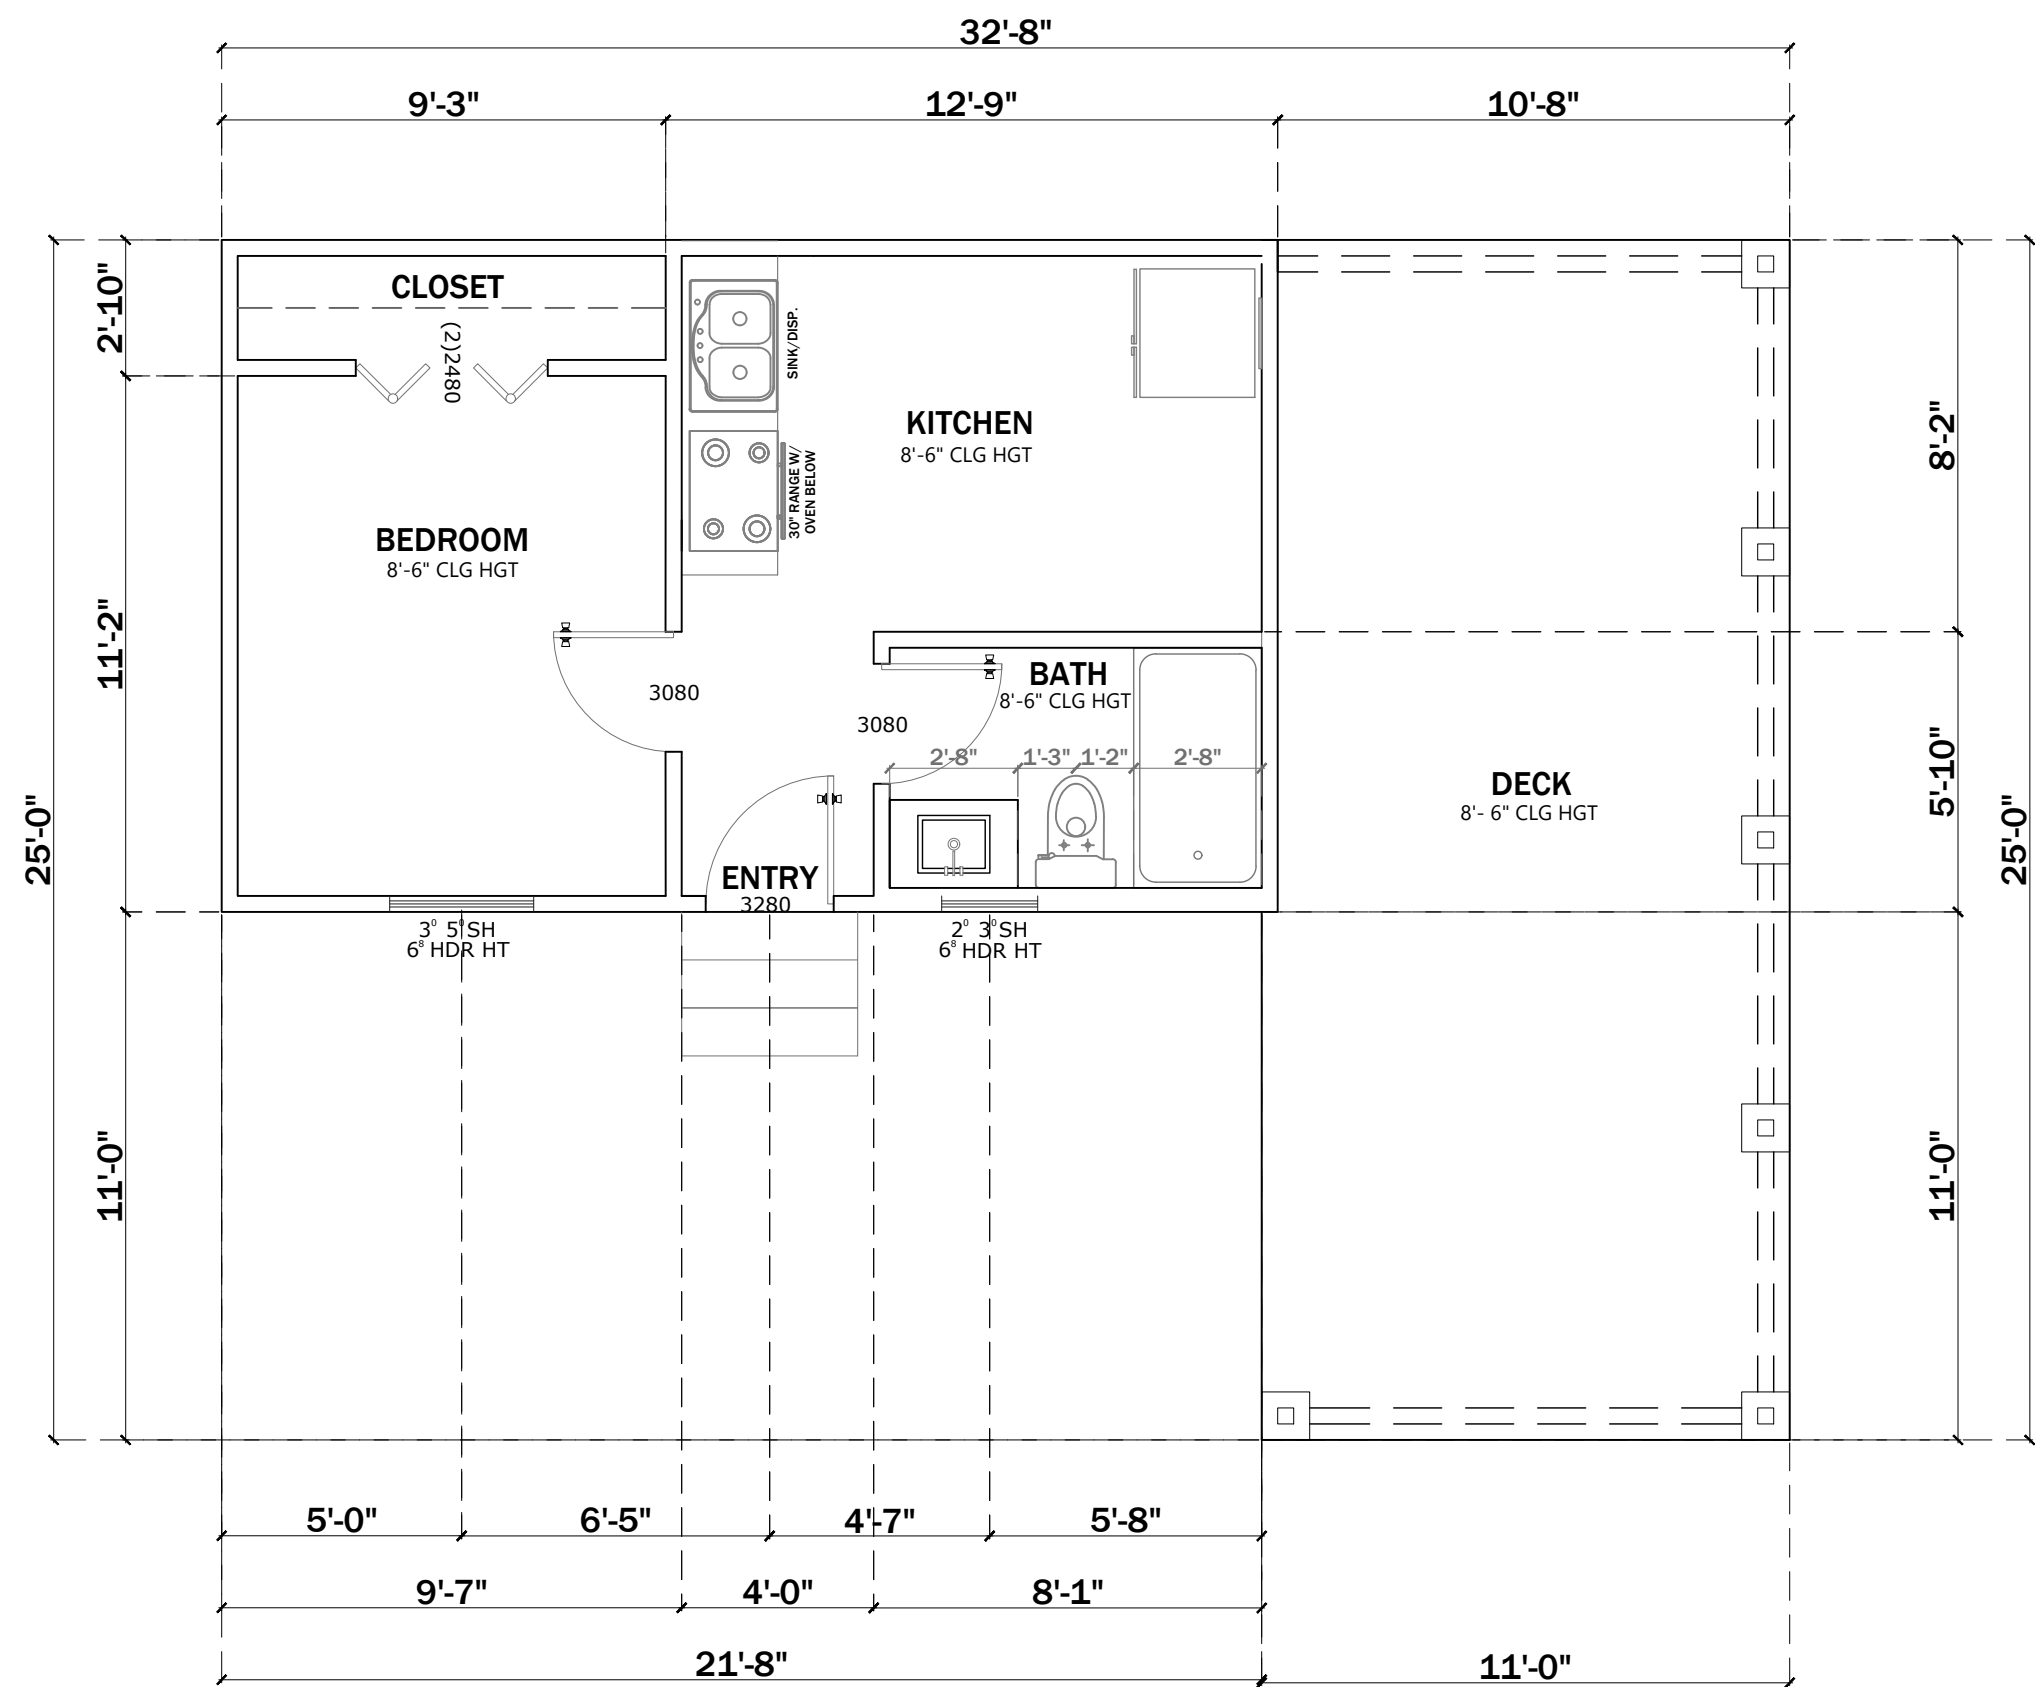 32'-8"
9'-3"
12'-9"
10'-8"
CLOSET
(2)2480
2'-10"
SINK/DISP.
KITCHEN
8'-6" CLG HGT
30" RANGE W/
OVEN BELOW
8'-2"
BEDROOM
8'-6" CLG HGT
11'-2"
3080
3080
BATH
8'-6" CLG HGT
2'-8"
1'-3"
1'-2"
2'-8"
DECK
8'- 6" CLG HGT
5'-10"
25'-0"
25'-0"
ENTRY
3280
3⁰ 5⁰ SH
6⁸ HDR HT
2⁰ 3⁰ SH
6⁸ HDR HT
11'-0"
11'-0"
5'-0"
6'-5"
4'-7"
5'-8"
9'-7"
4'-0"
8'-1"
21'-8"
11'-0"